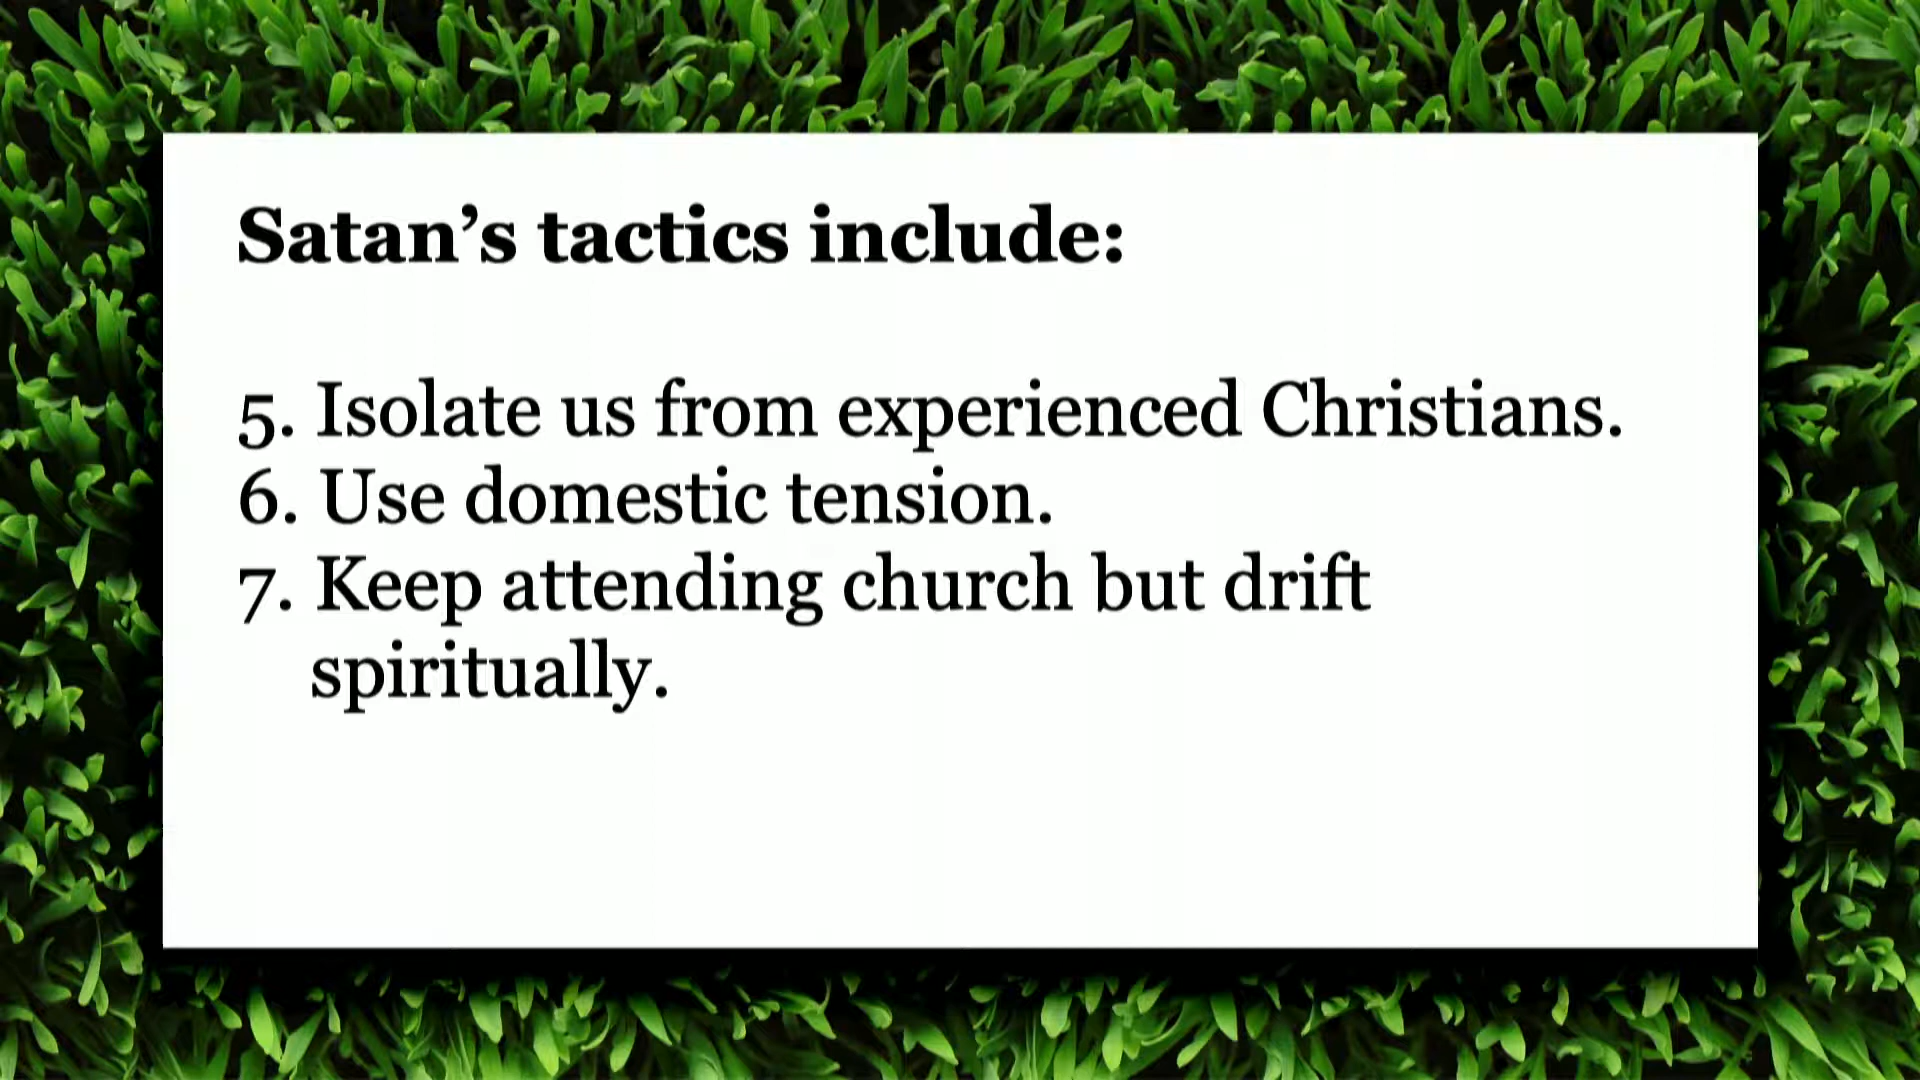 Satan’s tactics include:
5. Isolate us from experienced Christians.
6. Use domestic tension.
7. Keep attending church but drift
spiritually.